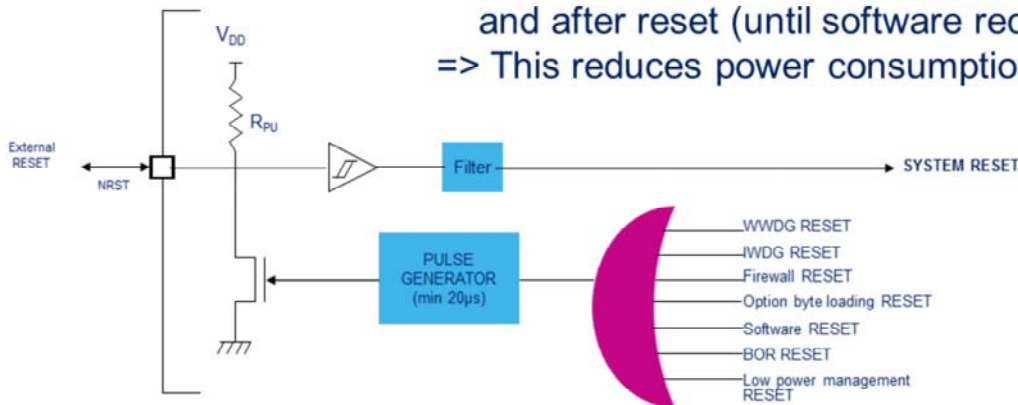 and after reset (until software rec
=> This reduces power consumptio
VDD
RPU
External
RESET
NRST
Filter
SYSTEM RESET
PULSE
GENERATOR
(min 20µs)
WWDG RESET
IWDG RESET
Firewall RESET
Option byte loading RESET
Software RESET
BOR RESET
Low power management
RESET